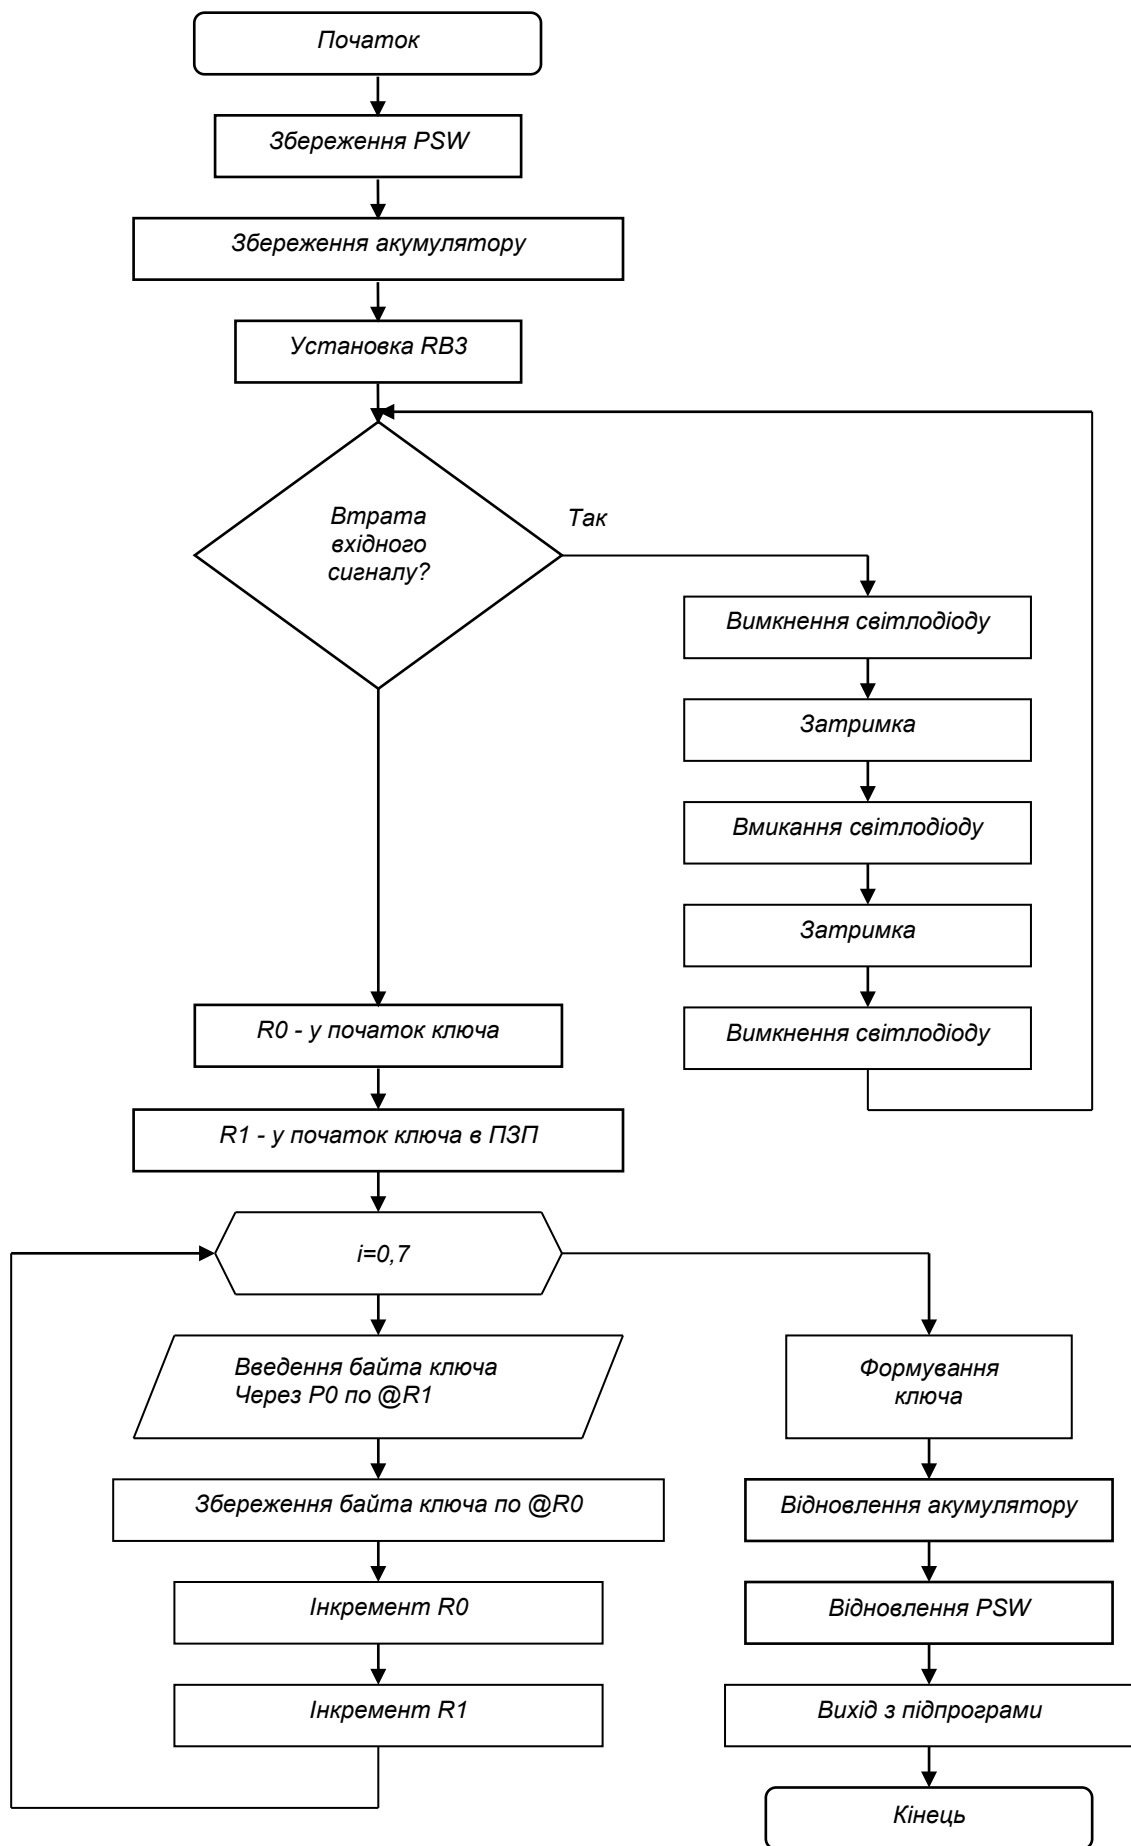 Початок
Збереження PSW
Збереження акумулятору
Установка RB3
Втрата
вхідного
сигналу?
Так
Вимкнення світлодіоду
Затримка
Вмикання світлодіоду
Затримка
Вимкнення світлодіоду
R0 - у початок ключа
R1 - у початок ключа в ПЗП
i=0,7
Введення байта ключа
Через P0 по @R1
Збереження байта ключа по @R0
Інкремент R0
Інкремент R1
Формування
ключа
Відновлення акумулятору
Відновлення PSW
Вихід з підпрограми
Кінець